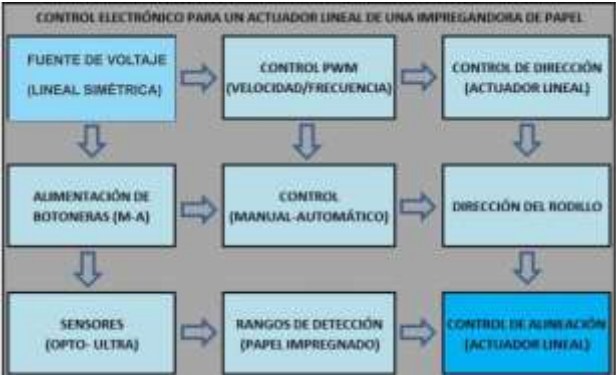 CONTROL ELECTRÓNICO PARA UN ACTUADOR LINEAL DE UNA IMPREGANDORA DE PAPEL
FUENTE DE VOLTAJE
(LINEAL SIMÉTRICA)
CONTROL PWM
(VELOCIDAD/FRECUENCIA)
CONTROL DE DIRECCIÓN
(ACTUADOR LINEAL)
ALIMENTACIÓN DE
BOTONERAS (M-A)
CONTROL
(MANUAL-AUTOMÁTICO)
DIRECCIÓN DEL RODILLO
SENSORES
(OPTO- ULTRA)
RANGOS DE DETECCIÓN
(PAPEL IMPREGNADO)
CONTROL DE ALINEACIÓN
(ACTUADOR LINEAL)